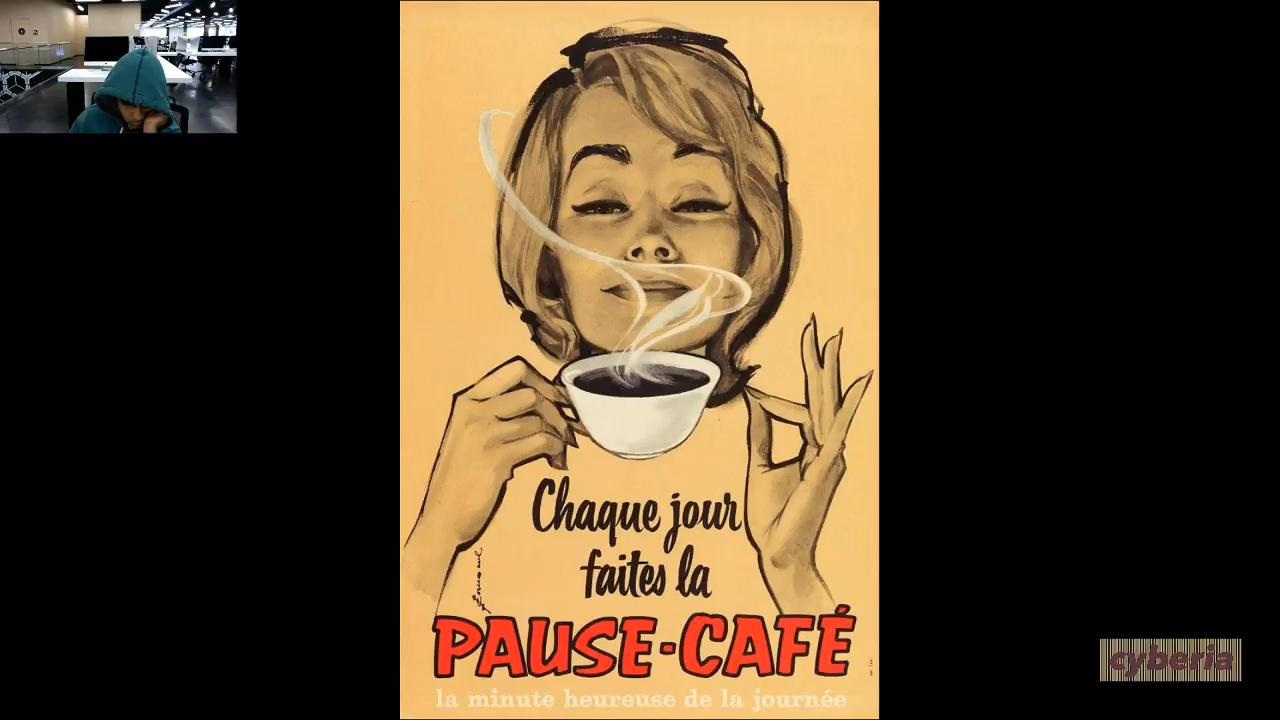 Chaque jour
faites la
PAUSE-CAFÉ
la minute heureuse de la journée
cyberia